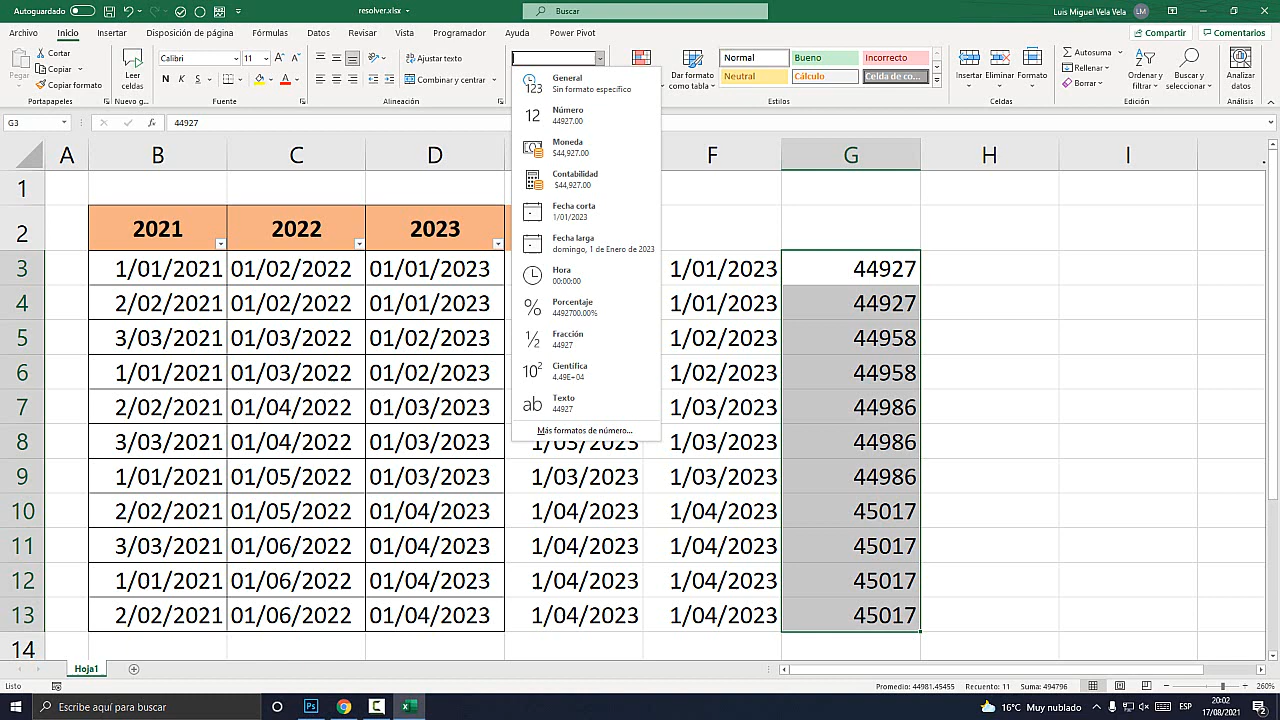 Autoguardado
resolver.xlsx
Buscar
Luis Miguel Vela Vela
LM
Archivo
Inicio
Insertar
Disposición de página
Fórmulas
Datos
Revisar
Vista
Programador
Ayuda
Power Pivot
Compartir
Comentarios
Pegar
Cortar
Copiar
Copiar formato
Portapapeles
Leer celdas
Nuevo g...
Calibri
11
N K S
Fuente
Ajustar texto
Combinar y centrar
Alineación
Dar formato como tabla
Normal
Bueno
Incorrecto
Neutral
Cálculo
Celda de co...
Estilos
Insertar
Eliminar
Formato
Celdas
Autosuma
Rellenar
Borrar
Ordenar y filtrar
Buscar y seleccionar
Edición
Analizar datos
Análisis
G3
fx
44927
General
Sin formato específico
Número
44927.00
Moneda
$44,927.00
Contabilidad
$44,927.00
Fecha corta
1/01/2023
Fecha larga
domingo, 1 de Enero de 2023
Hora
00:00:00
Porcentaje
4492700.00%
Fracción
44927
Científica
4.49E+04
Texto
44927
Más formatos de número...
A B C D F G H I
1
2 2021 2022 2023
3 1/01/2021 01/02/2022 01/01/2023 1/01/2023 44927
4 2/02/2021 01/02/2022 01/01/2023 1/01/2023 44927
5 3/03/2021 01/03/2022 01/02/2023 1/02/2023 44958
6 1/01/2021 01/03/2022 01/02/2023 1/02/2023 44958
7 2/02/2021 01/04/2022 01/03/2023 1/03/2023 44986
8 3/03/2021 01/04/2022 01/03/2023 1/03/2023 1/03/2023 44986
9 1/01/2021 01/05/2022 01/03/2023 1/03/2023 1/03/2023 44986
10 2/02/2021 01/05/2022 01/04/2023 1/04/2023 1/04/2023 45017
11 3/03/2021 01/06/2022 01/04/2023 1/04/2023 1/04/2023 45017
12 1/01/2021 01/06/2022 01/04/2023 1/04/2023 1/04/2023 45017
13 2/02/2021 01/06/2022 01/04/2023 1/04/2023 1/04/2023 45017
14
Hoja1
Listo
Promedio: 44981.45455
Recuento: 11
Suma: 494796
260%
Escribe aquí para buscar
16°C Muy nublado
ESP
20:02
17/08/2021
2